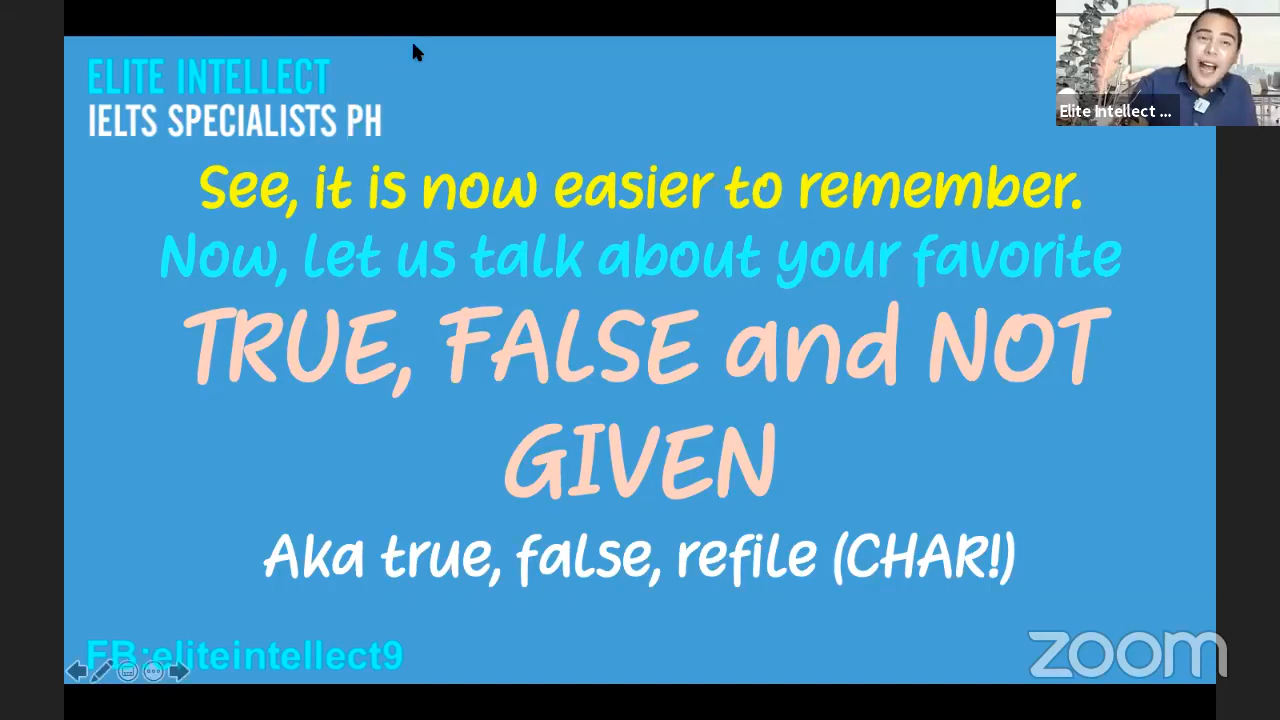 ELITE INTELLECT
IELTS SPECIALISTS PH
Elite Intellect ...
See, it is now easier to remember.
Now, let us talk about your favorite
TRUE, FALSE and NOT
GIVEN
Aka true, false, refile (CHAR!)
FB:eliteintellect9
zoom